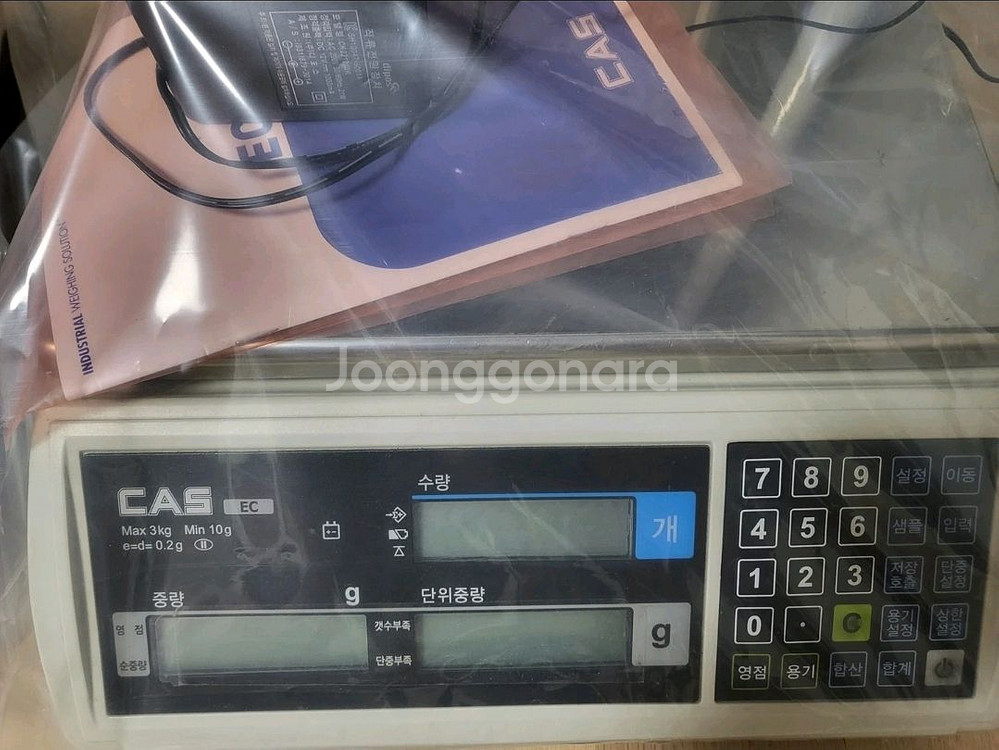 CAS
EC
INDUSTRIAL WEIGHING SOLUTION
Joonggonara
CAS EC
Max 3kg Min 10g
e=d= 0.2g Ⅱ
수량
개
중량 g
단위중량
영 점
순중량
갯수부족
단중부족
g
7 8 9 설정 이동
4 5 6 샘플 입력
1 2 3 저장호출 단중설정
0 . C 용기설정 상한설정
영점 용기 합산 합계